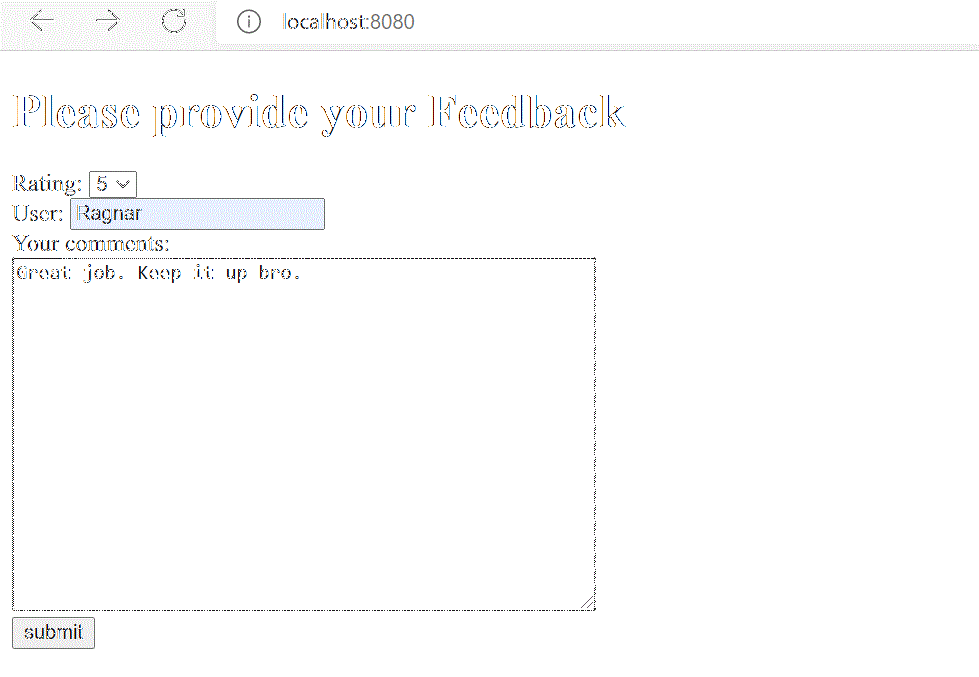 localhost:8080
Please provide your Feedback
Rating: 5
User: Ragnar
Your comments:
Great job. Keep it up bro.
submit